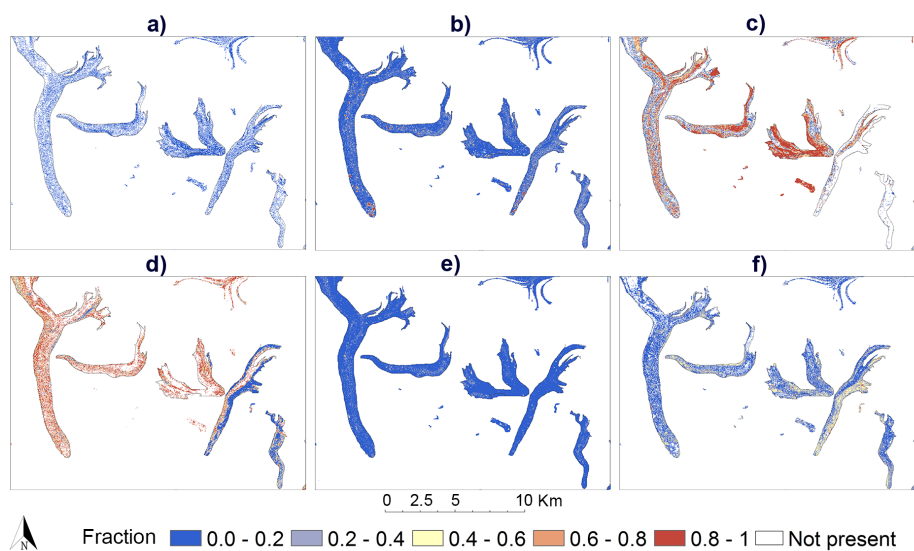 a) b) c)
d) e) f)
0 2.5 5 10 Km
N Fraction 0.0 - 0.2 0.2 - 0.4 0.4 - 0.6 0.6 - 0.8 0.8 - 1 Not present